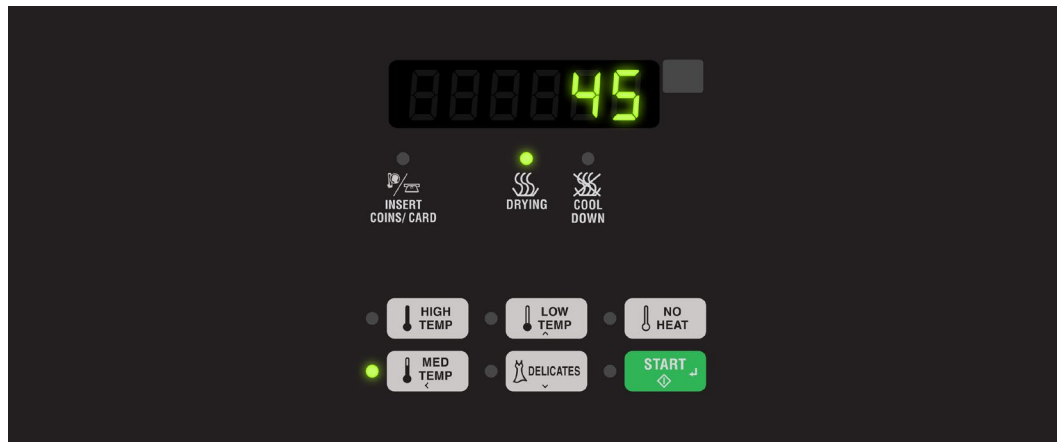 45
INSERT
COINS/ CARD
DRYING
COOL
DOWN
HIGH
TEMP
LOW
TEMP
NO
HEAT
MED
TEMP
DELICATES
START